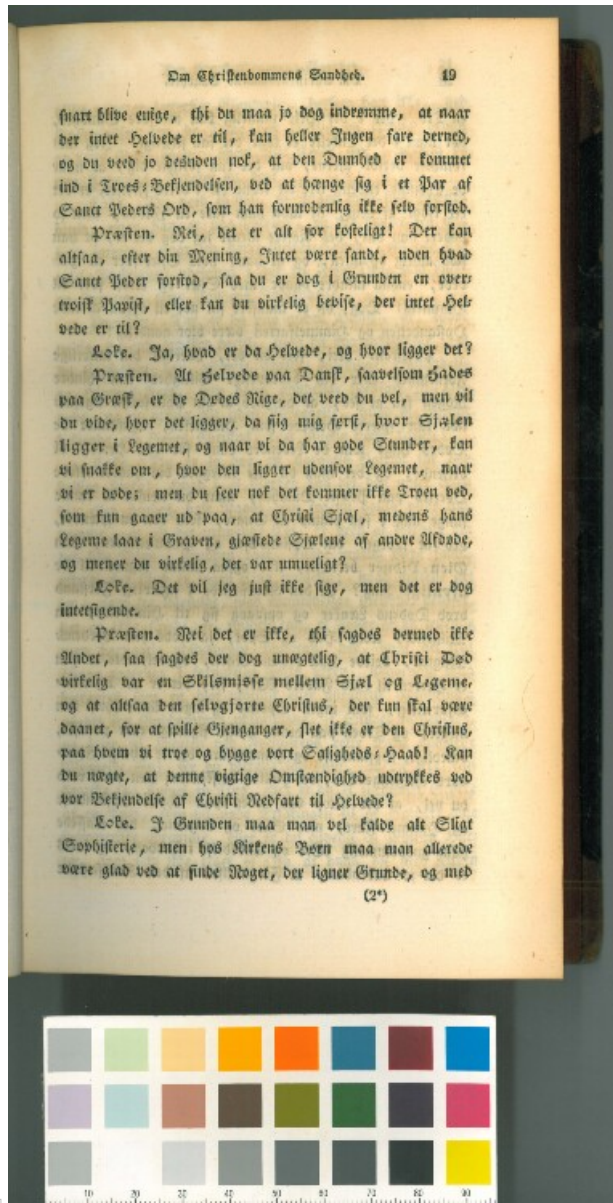 Om Christendommens Sandhed. 19
snart blive enige, thi du maa jo dog indrømme, at naar
der intet Helvede er til, kan heller Ingen fare derned,
og du veed jo desuden nok, at den Dumhed er kommet
ind i Troes-Bekjendelsen, ved at hænge sig i et Par af
Sanct Peders Ord, som han formodenlig ikke selv forstod.
Præsten. Nei, det er alt for kosteligt! Der kan
altsaa, efter din Mening, Intet være sandt, uden hvad
Sanct Peder forstod, saa du er dog i Grunden en over-
troisk Papist, eller kan du virkelig bevise, der intet Hel-
vede er til?
Loke. Ja, hvad er da Helvede, og hvor ligger det?
Præsten. At Helvede paa Dansk, saavelsom Hades
paa Græsk, er de Dødes Rige, det veed du vel, men vil
du vide, hvor det ligger, da siig mig først, hvor Sjælen
ligger i Legemet, og naar vi da har gode Stunder, kan
vi snakke om, hvor den ligger udenfor Legemet, naar
vi er døde; men du seer nok det kommer ikke Troen ved,
som kun gaaer ud paa, at Christi Sjæl, medens hans
Legeme laae i Graven, gjæstede Sjælene af andre Afdøde,
og mener du virkelig, det var umueligt?
Loke. Det vil jeg just ikke sige, men det er dog
intetsigende.
Præsten. Nei det er ikke, thi sagdes dermed ikke
Andet, saa sagdes der dog unægtelig, at Christi Død
virkelig var en Skilsmisse mellem Sjæl og Legeme,
og at altsaa den selvgjorte Christus, der kun skal være
daanet, for at spille Gjenganger, slet ikke er den Christus,
paa hvem vi troe og bygge vort Saligheds-Haab! Kan
du nægte, at denne vigtige Omstændighed udtrykkes ved
vor Bekjendelse af Christi Nedfart til Helvede?
Loke. I Grunden maa man vel kalde alt Sligt
Sophisterie, men hos Kirkens Børn maa man allerede
være glad ved at finde Noget, der ligner Grunde, og med
(2*)
10 20 30 40 50 60 70 80 90